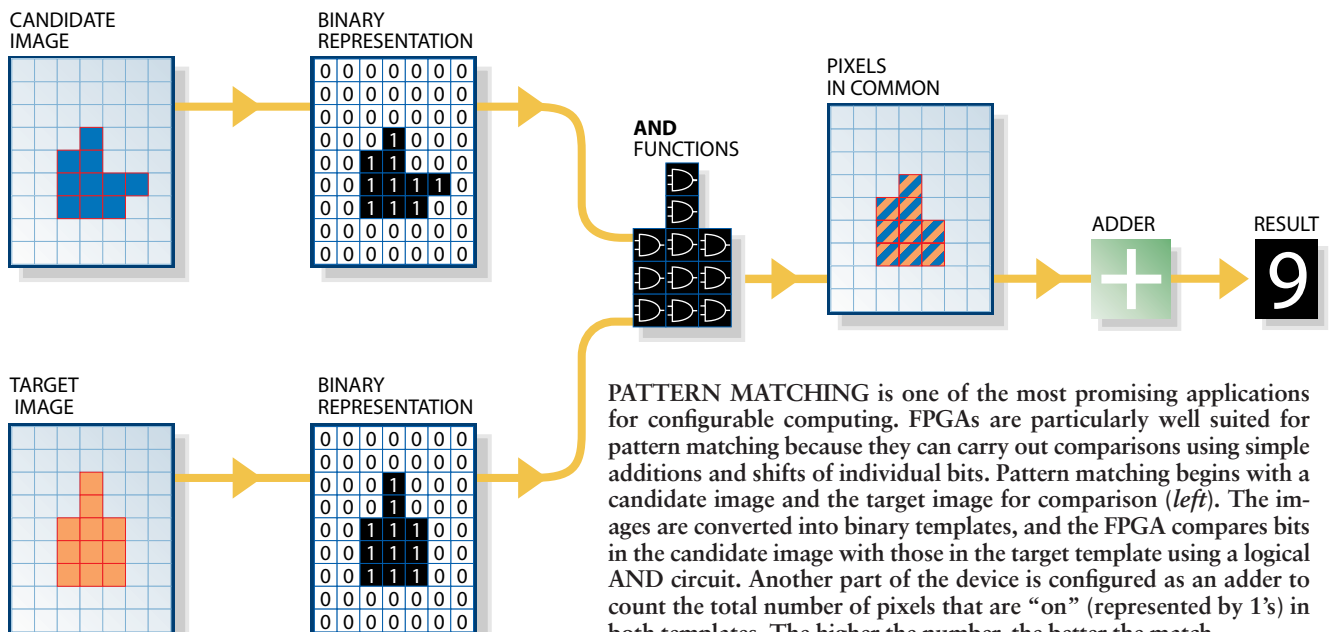 CANDIDATE
IMAGE
BINARY
REPRESENTATION
0 0 0 0 0 0 0
0 0 0 0 0 0 0
0 0 0 0 0 0 0
0 0 0 1 0 0 0
0 0 1 1 0 0 0
0 0 1 1 1 1 0
0 0 1 1 1 0 0
0 0 0 0 0 0 0
0 0 0 0 0 0 0
AND
FUNCTIONS
PIXELS
IN COMMON
ADDER
+
RESULT
9
TARGET
IMAGE
BINARY
REPRESENTATION
0 0 0 0 0 0 0
0 0 0 0 0 0 0
0 0 0 1 0 0 0
0 0 0 1 0 0 0
0 0 1 1 1 0 0
0 0 1 1 1 0 0
0 0 1 1 1 0 0
0 0 0 0 0 0 0
0 0 0 0 0 0 0
PATTERN MATCHING is one of the most promising applications
for configurable computing. FPGAs are particularly well suited for
pattern matching because they can carry out comparisons using simple
additions and shifts of individual bits. Pattern matching begins with a
candidate image and the target image for comparison (left). The im-
ages are converted into binary templates, and the FPGA compares bits
in the candidate image with those in the target template using a logical
AND circuit. Another part of the device is configured as an adder to
count the total number of pixels that are “on” (represented by 1’s) in
both templates. The higher the number, the better the match.